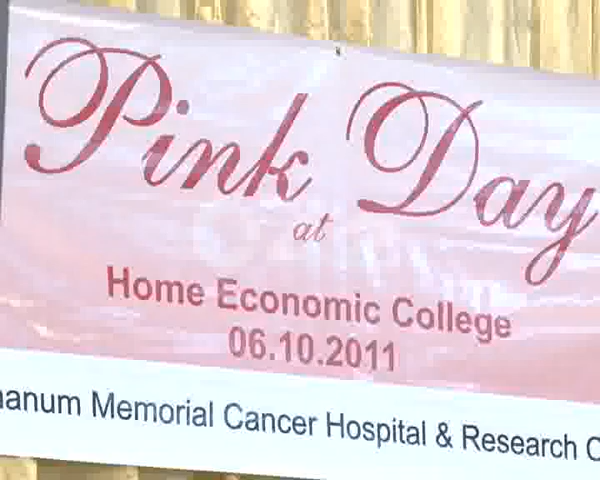 Pink Day
at
Home Economic College
06.10.2011
Memorial Cancer Hospital & Research